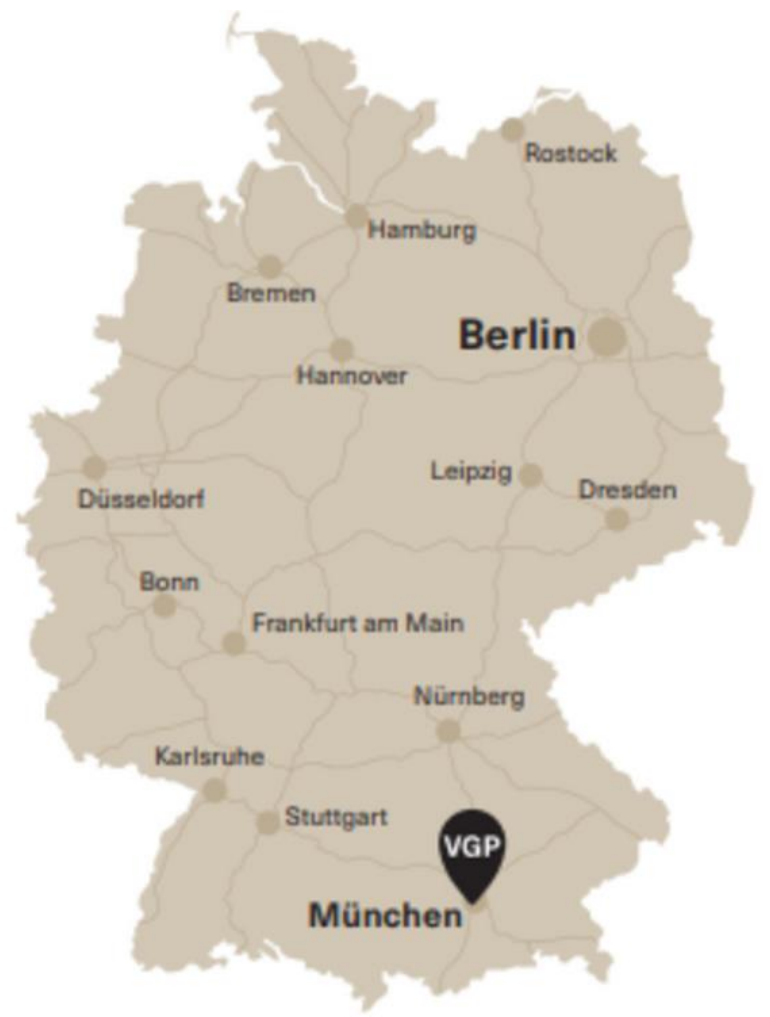 Rostock
Hamburg
Bremen
Berlin
Hannover
Leipzig
Dresden
Düsseldorf
Bonn
Frankfurt am Main
Nürnberg
Karlsruhe
Stuttgart
VGP
München